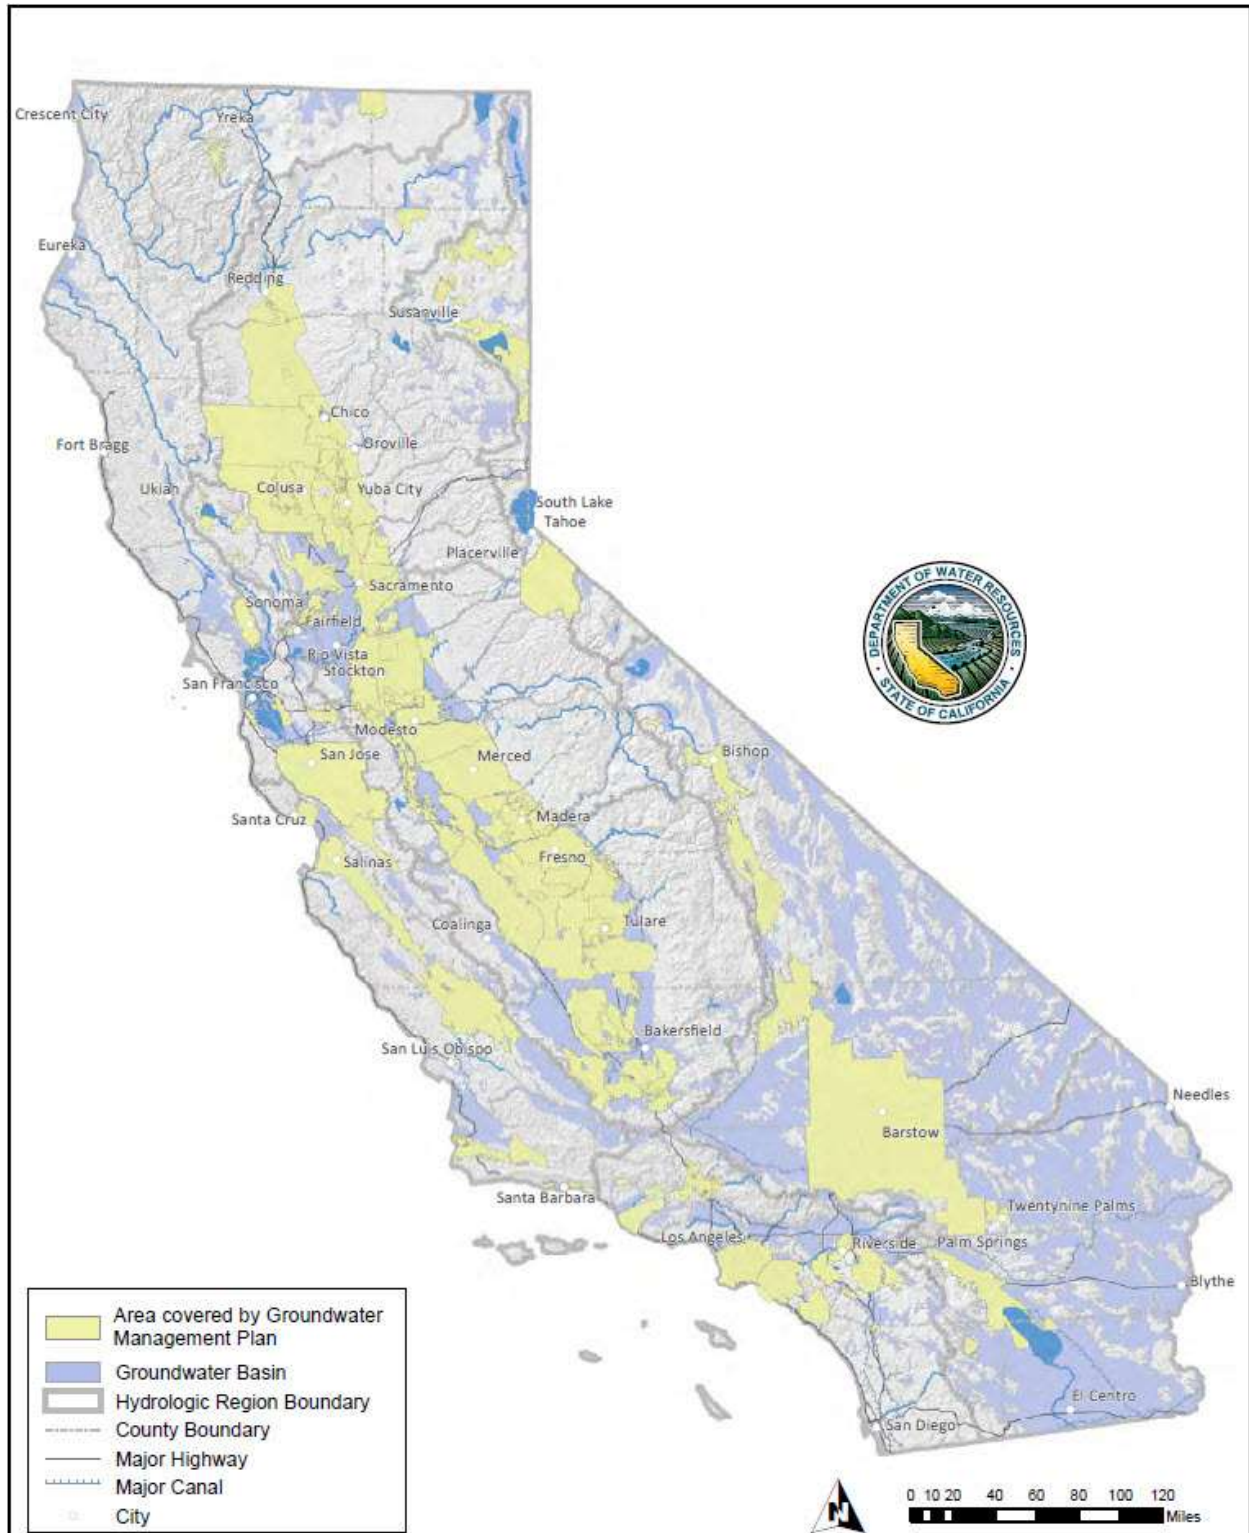 Crescent City
Yreka
Eureka
Redding
Susanville
Chico
Oroville
Fort Bragg
Ukiah
Colusa
Yuba City
South Lake
Tahoe
Placerville
Sacramento
Sonoma
Fairfield
Rio Vista
Stockton
San Francisco
Modesto
San Jose
Merced
Bishop
Santa Cruz
Madera
Salinas
Fresno
Coalinga
Tulare
San Luis Obispo
Bakersfield
Needles
Barstow
Santa Barbara
Twentynine Palms
Los Angeles
Riverside
Palm Springs
Blythe
El Centro
San Diego
DEPARTMENT OF WATER RESOURCES
STATE OF CALIFORNIA
Area covered by Groundwater
Management Plan
Groundwater Basin
Hydrologic Region Boundary
County Boundary
Major Highway
Major Canal
City
N
0 10 20 40 60 80 100 120
Miles